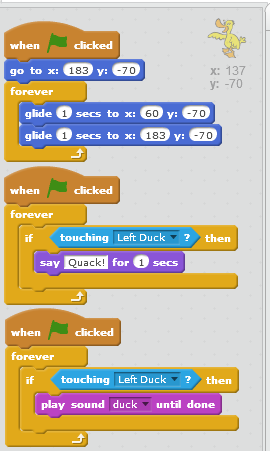 when clicked
go to x: 183 y: -70
forever
glide 1 secs to x: 60 y: -70
glide 1 secs to x: 183 y: -70
x: 137
y: -70
when clicked
forever
if touching Left Duck ? then
say Quack! for 1 secs
when clicked
forever
if touching Left Duck ? then
play sound duck until done